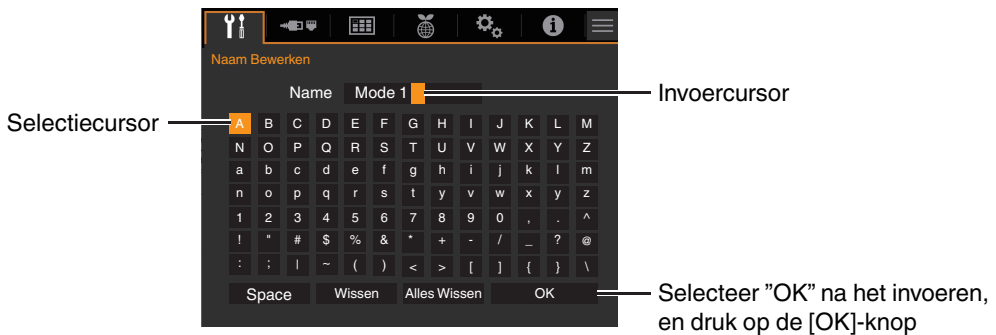 Naam Bewerken
Name Mode 1
Invoercursor
Selectiecursor
A B C D E F G H I J K L M
N O P Q R S T U V W X Y Z
a b c d e f g h i j k l m
n o p q r s t y v w x y z
1 2 3 4 5 6 7 8 9 0 , . ^
! " # $ % & * + - / _ ? @
: ; | ~ ( ) < > [ ] { } \
Space Wissen Alles Wissen OK
Selecteer ”OK” na het invoeren,
en druk op de [OK]-knop